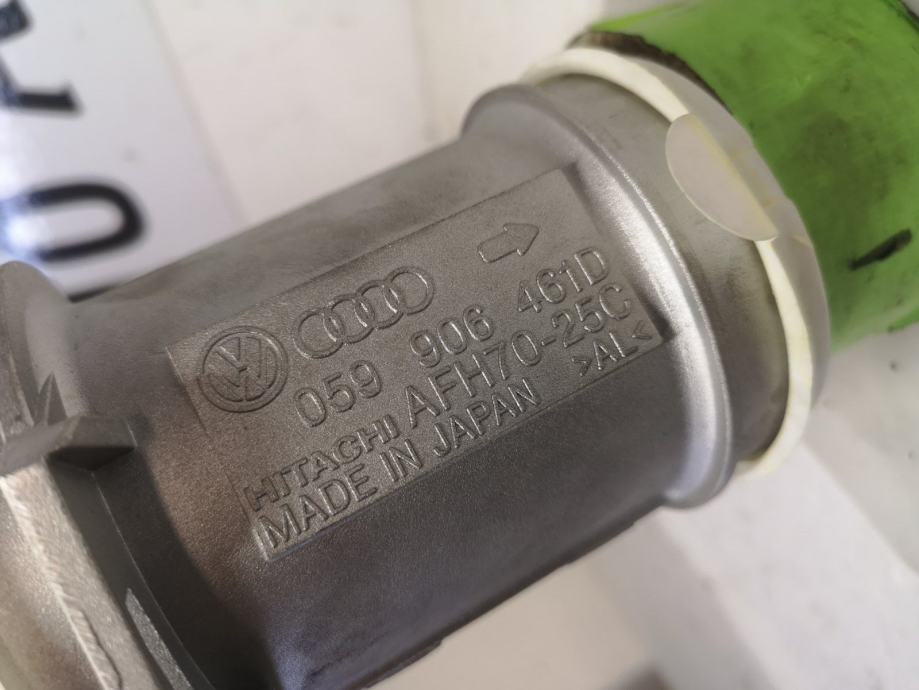 059 906 461D
HITACHI AFH70-25C
MADE IN JAPAN >AL<